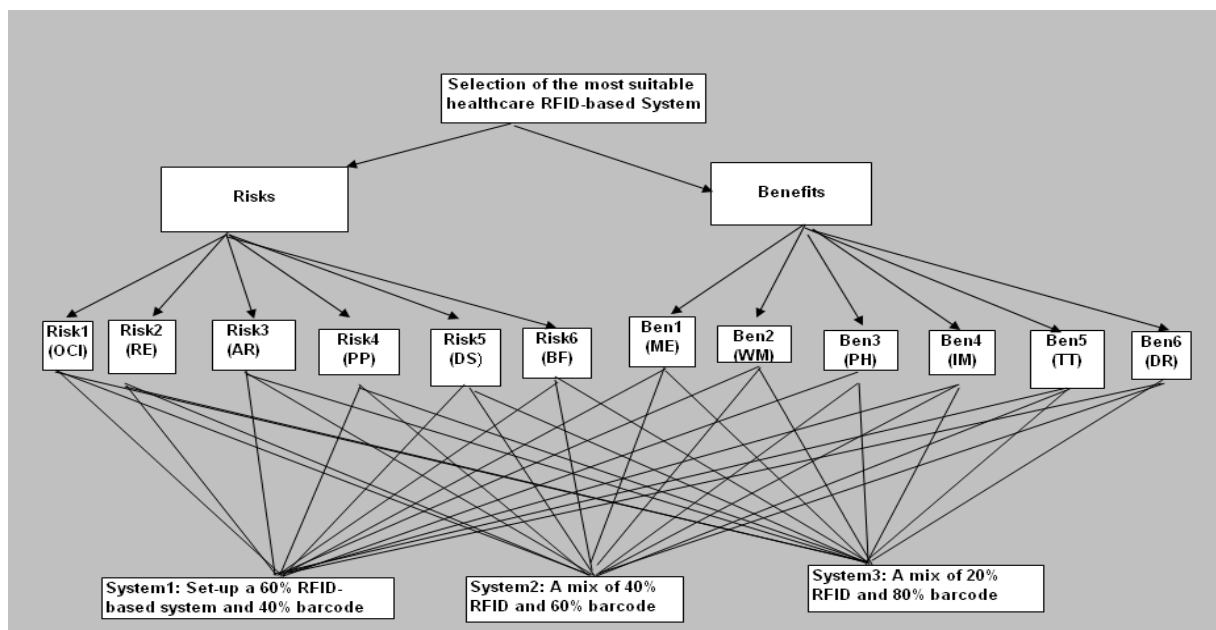 Selection of the most suitable
healthcare RFID-based System
Risks
Benefits
Risk1
(OCI)
Risk2
(RE)
Risk3
(AR)
Risk4
(PP)
Risk5
(DS)
Risk6
(BF)
Ben1
(ME)
Ben2
(WM)
Ben3
(PH)
Ben4
(IM)
Ben5
(TT)
Ben6
(DR)
System1: Set-up a 60% RFID-
based system and 40% barcode
System2: A mix of 40%
RFID and 60% barcode
System3: A mix of 20%
RFID and 80% barcode